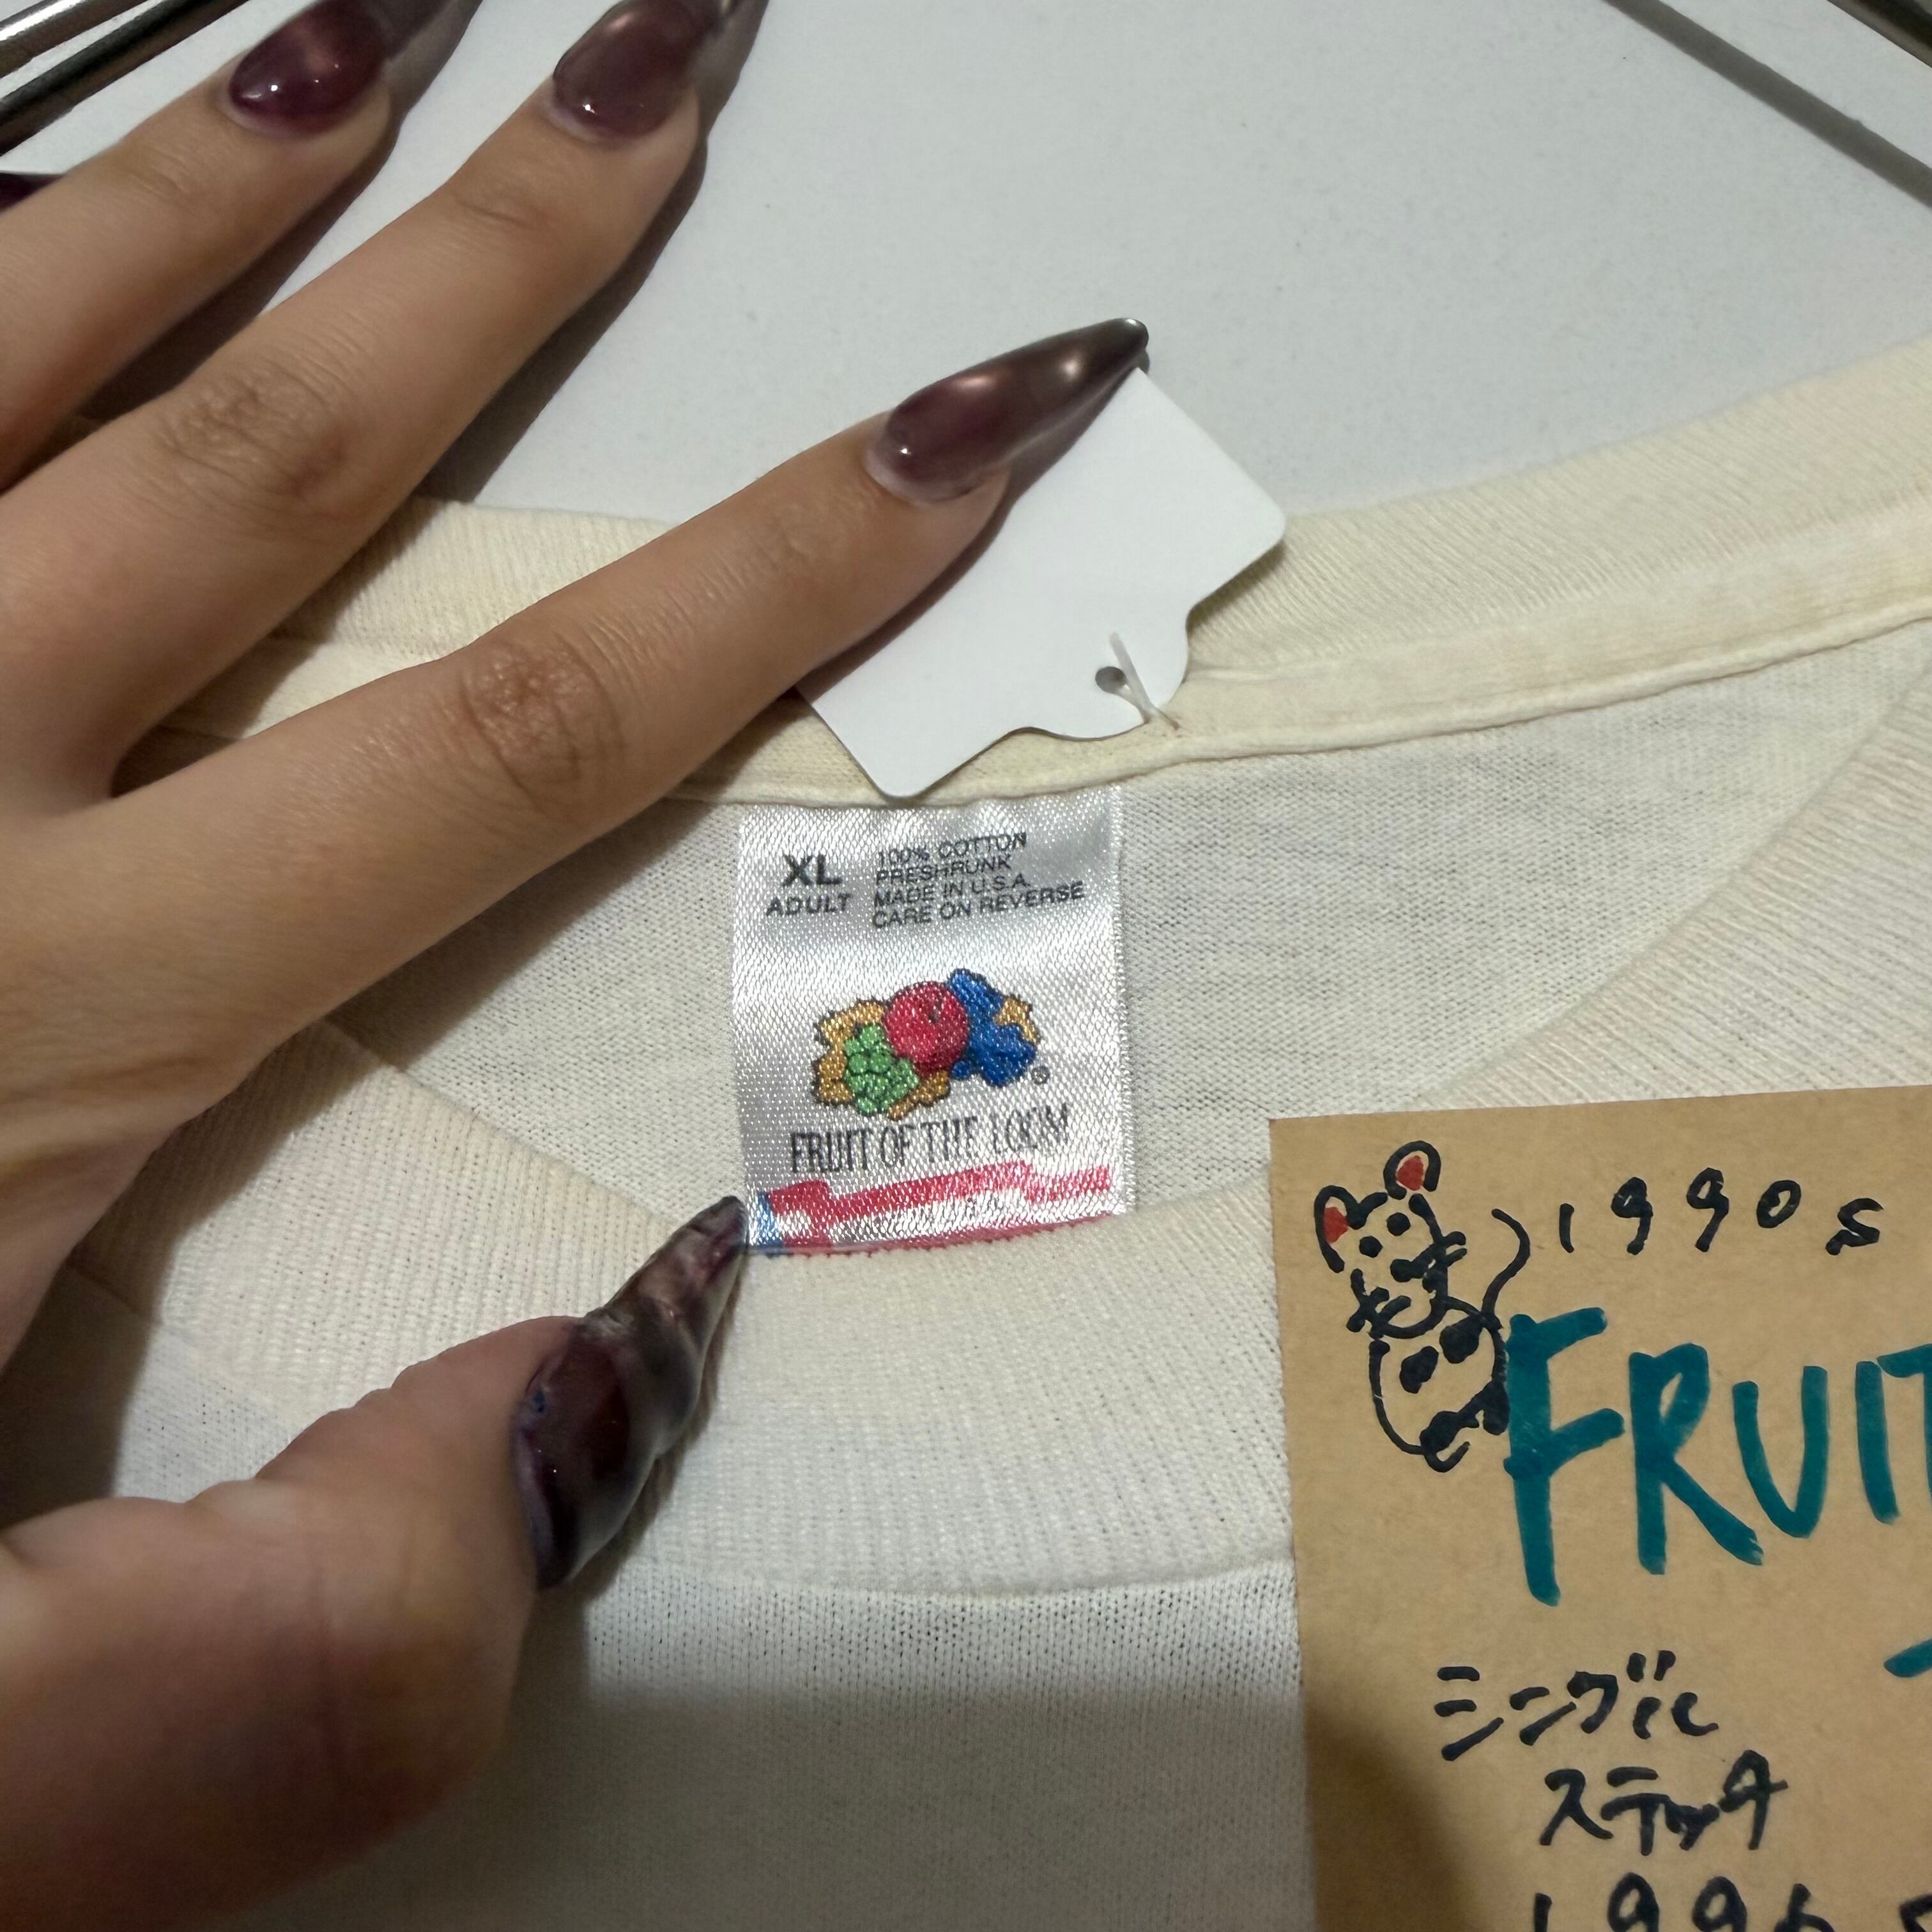 XL
ADULT
100% COTTON
PRESHRUNK
MADE IN U.S.A.
CARE ON REVERSE
®
FRUIT OF THE LOOM
1990s
FRUIT
シングル
ステッチ